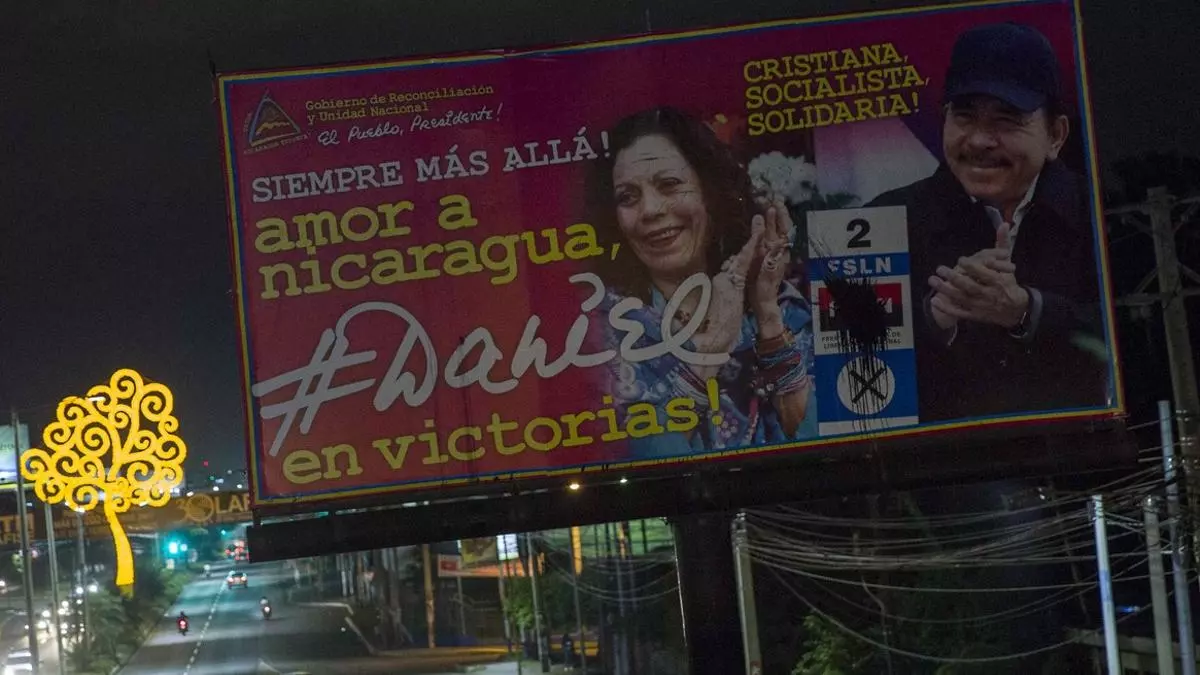 Gobierno de Reconciliación
y Unidad Nacional
El Pueblo, Presidente!
SIEMPRE MÁS ALLÁ!
amor a
nicaragua,
#Daniel
en victorias!
CRISTIANA,
SOCIALISTA,
SOLIDARIA!
2
FSLN